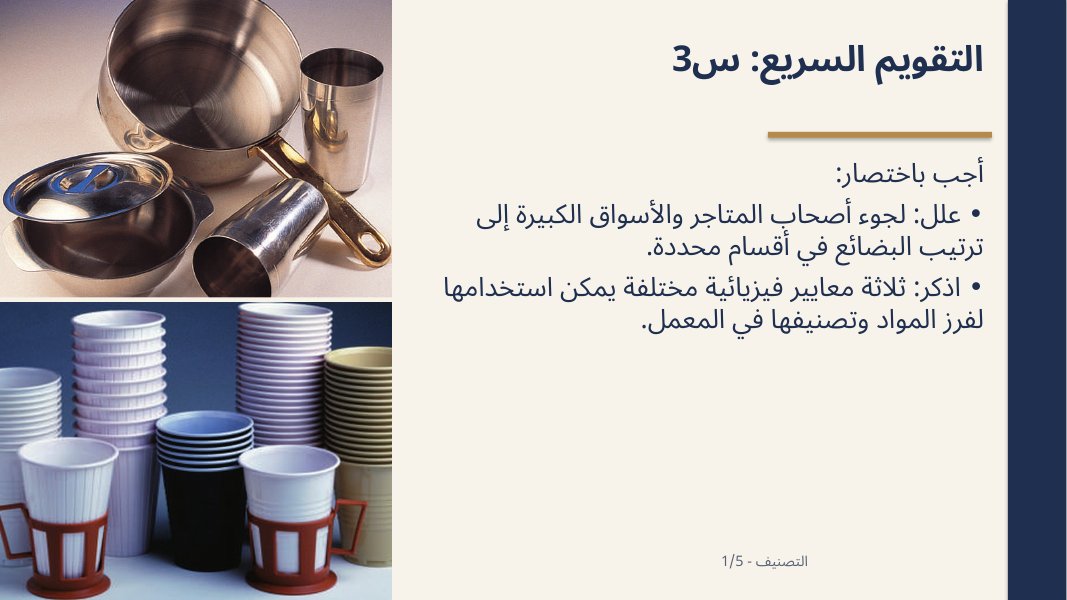 التقويم السريع: س3
أجب باختصار:
• علل: لجوء أصحاب المتاجر والأسواق الكبيرة إلى
ترتيب البضائع في أقسام محددة.
• اذكر: ثلاثة معايير فيزيائية مختلفة يمكن استخدامها
لفرز المواد وتصنيفها في المعمل.
التصنيف - 1/5